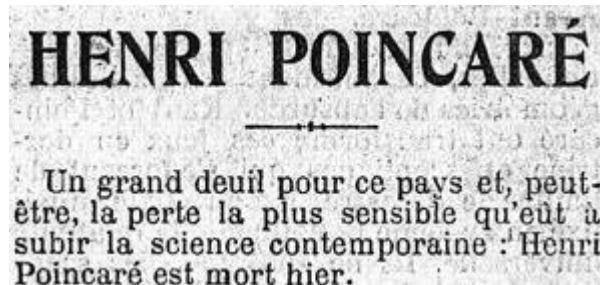 HENRI POINCARÉ
Un grand deuil pour ce pays et, peut-
être, la perte la plus sensible qu'eût à
subir la science contemporaine : Henri
Poincaré est mort hier.